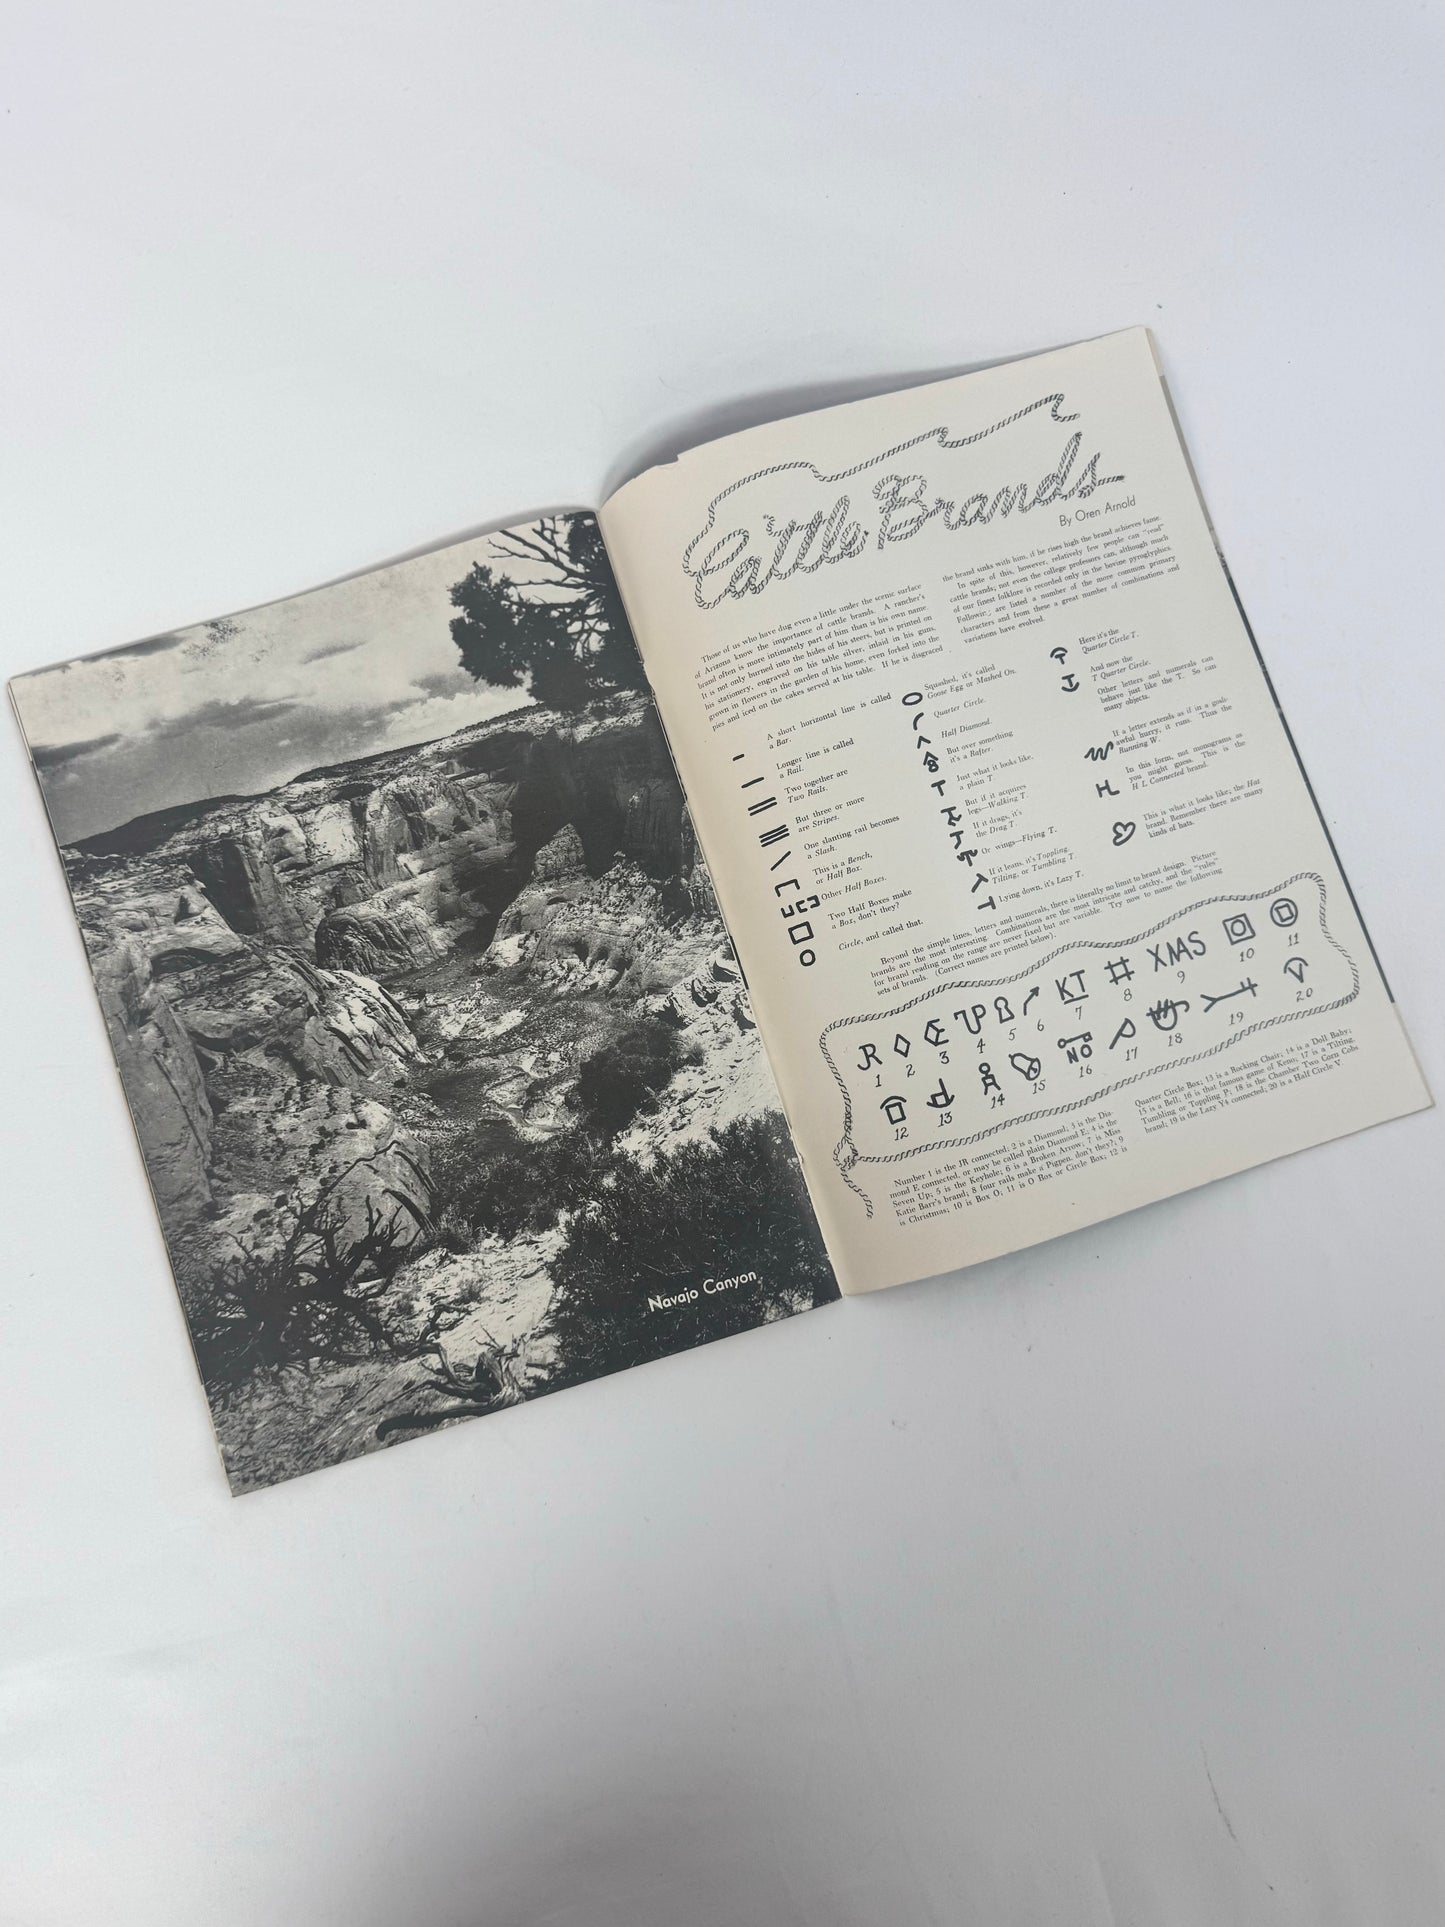 Navajo Canyon
Cattle Brands
By Oren Arnold
Those of us who have dug even a little under the scenic surface
of Arizona know the importance of cattle brands. A rancher's
brand often is more intimately part of him than is his own name.
It is not only burned into the hides of his steers, but is printed on
his stationery, engraved on his table silver, inlaid in his guns,
grown in flowers in the garden of his home, even forked into the
pies and iced on the cakes served at his table. If he is disgraced
the brand sinks with him, if he rises high the brand achieves fame.
In spite of this, however, relatively few people can "read"
cattle brands; not even the college professors can, although much
of our finest folklore is recorded only in the bovine pyroglyphics.
Following are listed a number of the more common primary
characters and from these a great number of combinations and
variations have evolved.
A short horizontal line is called
a Bar.
Longer line is called
a Rail.
Two together are
Two Rails.
But three or more
are Stripes.
One slanting rail becomes
a Slash.
This is a Bench,
or Half Box.
Other Half Boxes.
Two Half Boxes make
a Box, don't they?
Circle, and called that.
Squashed, it's called
Goose Egg or Mashed On.
Quarter Circle.
Half Diamond.
But over something
it's a Rafter.
Just what it looks like,
a plain T.
But if it acquires
legs—Walking T.
If it drags, it's
the Drag T.
Or wings—Flying T.
If it leans, it's Toppling,
Tilting, or Tumbling T.
Lying down, it's Lazy T.
Here it's the
Quarter Circle T.
And now the
T Quarter Circle.
Other letters and numerals can
behave just like the T. So can
many objects.
If a letter extends as if in a god-
awful hurry, it runs. Thus the
Running W.
In this form, not monograms as
you might guess. This is the
H L Connected brand.
This is what it looks like; the Hat
brand. Remember there are many
kinds of hats.
Beyond the simple lines, letters and numerals, there is literally no limit to brand design. Picture
brands are the most interesting. Combinations are the most intricate and catchy, and the "rules"
for brand reading on the range are never fixed but are variable. Try now to name the following
sets of brands. (Correct names are printed below).
JR KT XMAS
1 2 3 4 5 6 7 8 9 10 11
NO
12 13 14 15 16 17 18 19 20
Number 1 is the JR connected; 2 is a Diamond; 3 is the Dia-
mond E connected, or may be called plain Diamond E; 4 is the
Seven Up; 5 is the Keyhole; 6 is a Broken Arrow; 7 is Miss
Katie Barr's brand; 8 four rails make a Pigpen, don't they?; 9
is Christmas; 10 is Box O; 11 is O Box or Circle Box; 12 is
Quarter Circle Box; 13 is a Rocking Chair; 14 is a Doll Baby;
15 is a Bell; 16 is that famous game of Keno; 17 is a Tilting,
Tumbling or Toppling P; 18 is the Chamber Two Corn Cobs
brand; 19 is the Lazy Y4 connected; 20 is a Half Circle V.